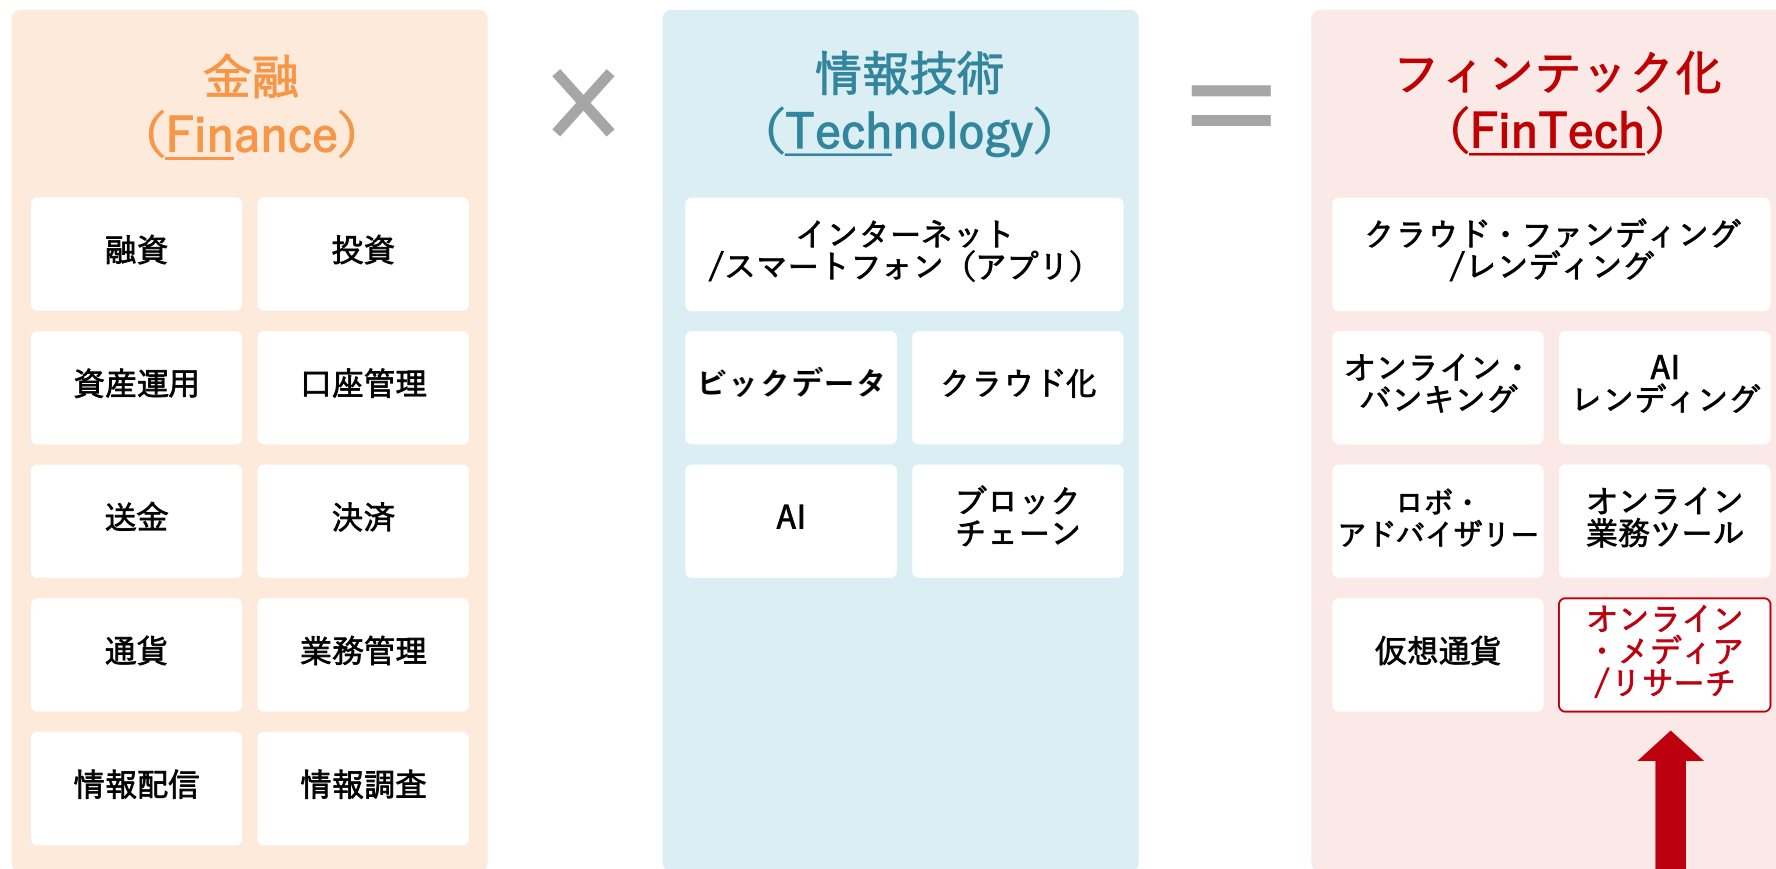 金融
（Finance）
融資
投資
資産運用
口座管理
送金
決済
通貨
業務管理
情報配信
情報調査
×
情報技術
（Technology）
インターネット
/スマートフォン（アプリ）
ビックデータ
クラウド化
AI
ブロック
チェーン
＝
フィンテック化
（FinTech）
クラウド・ファンディング
/レンディング
オンライン・
バンキング
AI
レンディング
ロボ・
アドバイザリー
オンライン
業務ツール
仮想通貨
オンライン
・メディア
/リサーチ